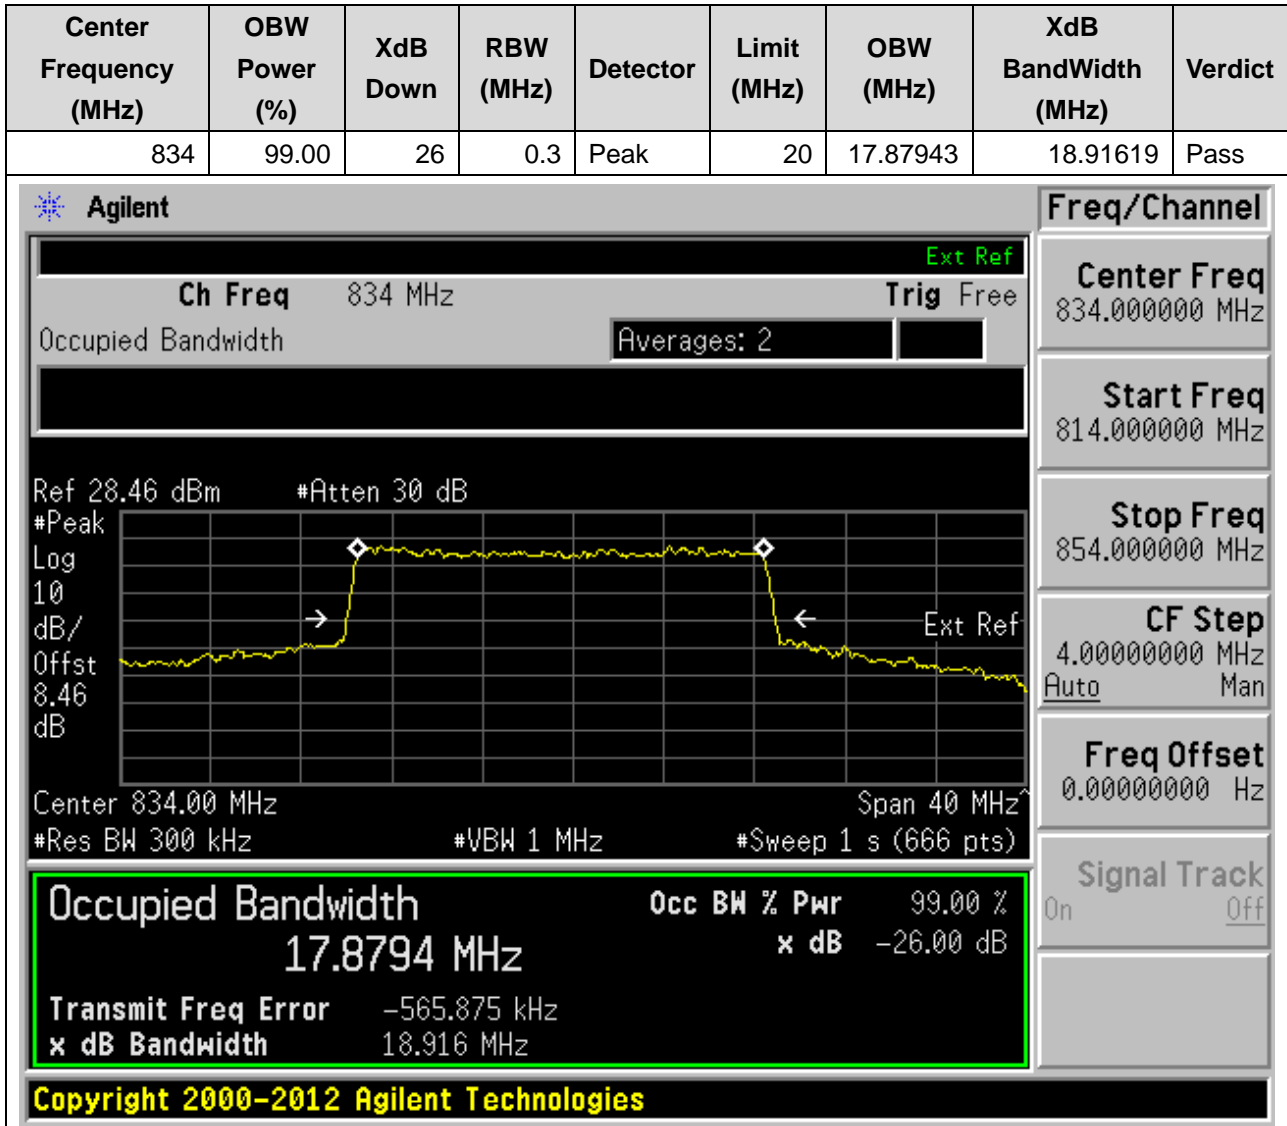 Center Frequency (MHz) OBW Power (%) XdB Down RBW (MHz) Detector Limit (MHz) OBW (MHz) XdB BandWidth (MHz) Verdict
834 99.00 26 0.3 Peak 20 17.87943 18.91619 Pass
Agilent
Freq/Channel
Ext Ref
Ch Freq 834 MHz Trig Free
Occupied Bandwidth Averages: 2
Ref 28.46 dBm #Atten 30 dB
#Peak
Log
10
dB/
Offst
8.46
dB
Ext Ref
Center 834.00 MHz Span 40 MHz^
#Res BW 300 kHz #VBW 1 MHz #Sweep 1 s (666 pts)
Occupied Bandwidth Occ BW % Pwr 99.00 %
17.8794 MHz x dB -26.00 dB
Transmit Freq Error -565.875 kHz
x dB Bandwidth 18.916 MHz
Copyright 2000-2012 Agilent Technologies
Center Freq
834.000000 MHz
Start Freq
814.000000 MHz
Stop Freq
854.000000 MHz
CF Step
4.00000000 MHz
Auto Man
Freq Offset
0.00000000 Hz
Signal Track
On Off